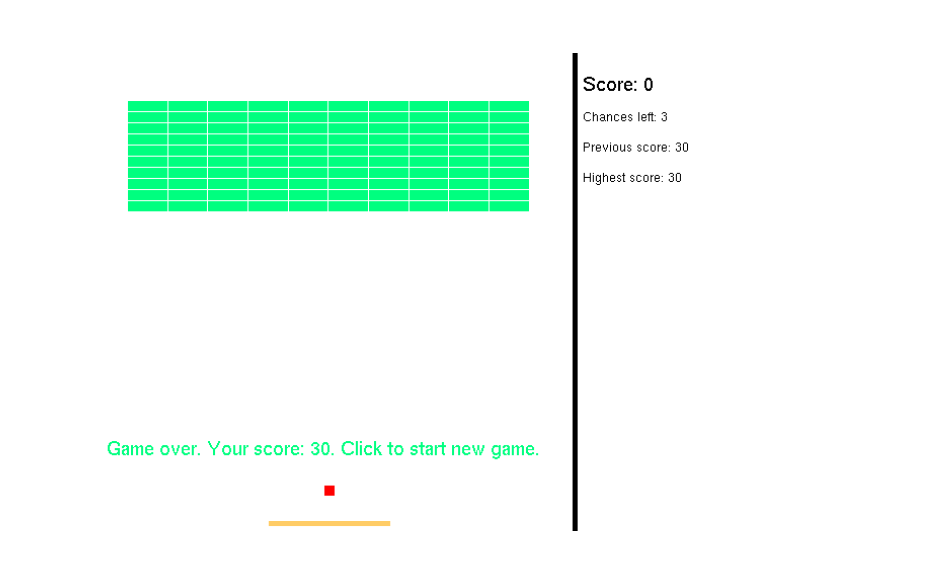 Score: 0
Chances left: 3
Previous score: 30
Highest score: 30
Game over. Your score: 30. Click to start new game.